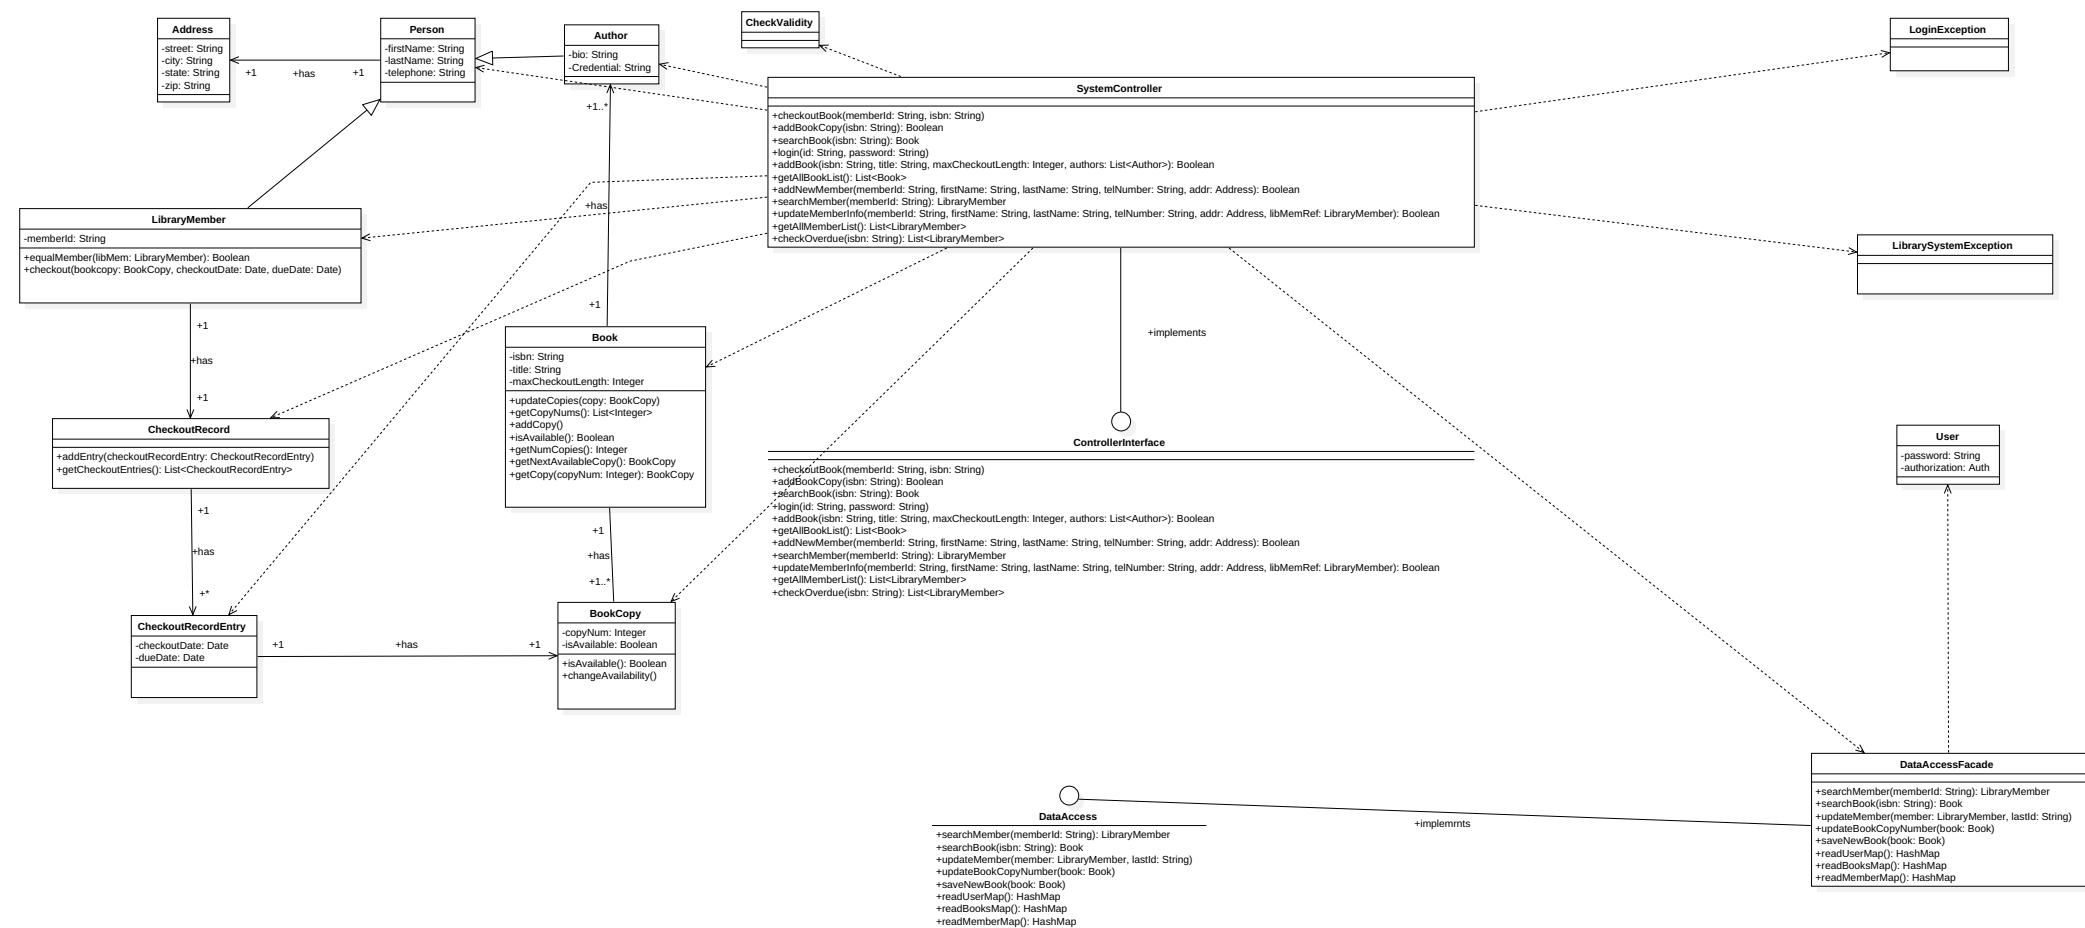 Address
-street: String
-city: String
-state: String
-zip: String
+1
+has
+1
Person
-firstName: String
-lastName: String
-telephone: String
Author
-bio: String
-Credential: String
+1..*
+has
+1
CheckValidity
SystemController
+checkoutBook(memberId: String, isbn: String)
+addBookCopy(isbn: String): Boolean
+searchBook(isbn: String): Book
+login(id: String, password: String)
+addBook(isbn: String, title: String, maxCheckoutLength: Integer, authors: List<Author>): Boolean
+getAllBookList(): List<Book>
+addNewMember(memberId: String, firstName: String, lastName: String, telNumber: String, addr: Address): Boolean
+searchMember(memberId: String): LibraryMember
+updateMemberInfo(memberId: String, firstName: String, lastName: String, telNumber: String, addr: Address, libMemRef: LibraryMember): Boolean
+getAllMemberList(): List<LibraryMember>
+checkOverdue(isbn: String): List<LibraryMember>
LoginException
LibrarySystemException
LibraryMember
-memberId: String
+equalMember(libMem: LibraryMember): Boolean
+checkout(bookcopy: BookCopy, checkoutDate: Date, dueDate: Date)
+1
+has
+1
CheckoutRecord
+addEntry(checkoutRecordEntry: CheckoutRecordEntry)
+getCheckoutEntries(): List<CheckoutRecordEntry>
+1
+has
+*
CheckoutRecordEntry
-checkoutDate: Date
-dueDate: Date
+1
+has
+1
Book
-isbn: String
-title: String
-maxCheckoutLength: Integer
+updateCopies(copy: BookCopy)
+getCopyNums(): List<Integer>
+addCopy()
+isAvailable(): Boolean
+getNumCopies(): Integer
+getNextAvailableCopy(): BookCopy
+getCopy(copyNum: Integer): BookCopy
+1
+has
+1..*
BookCopy
-copyNum: Integer
-isAvailable: Boolean
+isAvailable(): Boolean
+changeAvailability()
+implements
ControllerInterface
+checkoutBook(memberId: String, isbn: String)
+addBookCopy(isbn: String): Boolean
+searchBook(isbn: String): Book
+login(id: String, password: String)
+addBook(isbn: String, title: String, maxCheckoutLength: Integer, authors: List<Author>): Boolean
+getAllBookList(): List<Book>
+addNewMember(memberId: String, firstName: String, lastName: String, telNumber: String, addr: Address): Boolean
+searchMember(memberId: String): LibraryMember
+updateMemberInfo(memberId: String, firstName: String, lastName: String, telNumber: String, addr: Address, libMemRef: LibraryMember): Boolean
+getAllMemberList(): List<LibraryMember>
+checkOverdue(isbn: String): List<LibraryMember>
User
-password: String
-authorization: Auth
DataAccess
+searchMember(memberId: String): LibraryMember
+searchBook(isbn: String): Book
+updateMember(member: LibraryMember, lastId: String)
+updateBookCopyNumber(book: Book)
+saveNewBook(book: Book)
+readUserMap(): HashMap
+readBooksMap(): HashMap
+readMemberMap(): HashMap
+implemrnts
DataAccessFacade
+searchMember(memberId: String): LibraryMember
+searchBook(isbn: String): Book
+updateMember(member: LibraryMember, lastId: String)
+updateBookCopyNumber(book: Book)
+saveNewBook(book: Book)
+readUserMap(): HashMap
+readBooksMap(): HashMap
+readMemberMap(): HashMap